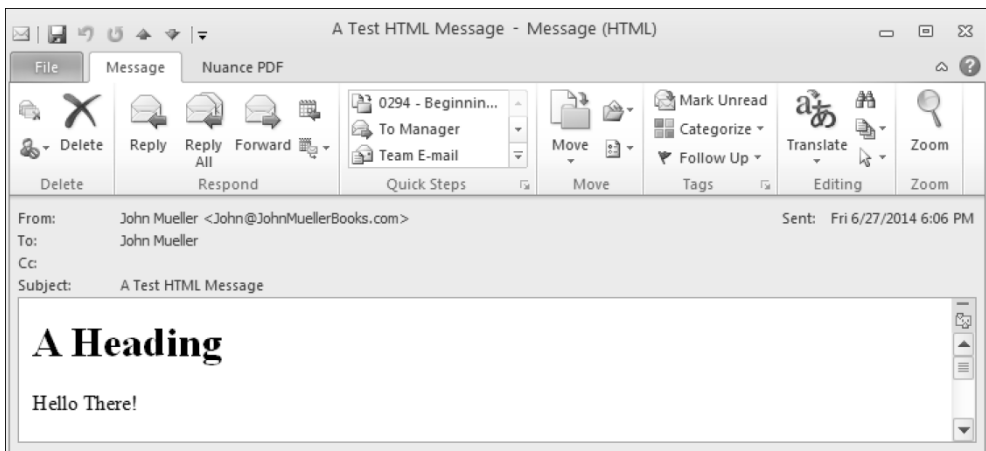 A Test HTML Message - Message (HTML)
File Message Nuance PDF
Delete
Reply
Reply All
Forward
0294 - Beginnin...
To Manager
Team E-mail
Move
Mark Unread
Categorize
Follow Up
Translate
Zoom
Delete Respond Quick Steps Move Tags Editing Zoom
From: John Mueller <John@JohnMuellerBooks.com> Sent: Fri 6/27/2014 6:06 PM
To: John Mueller
Cc:
Subject: A Test HTML Message
A Heading
Hello There!